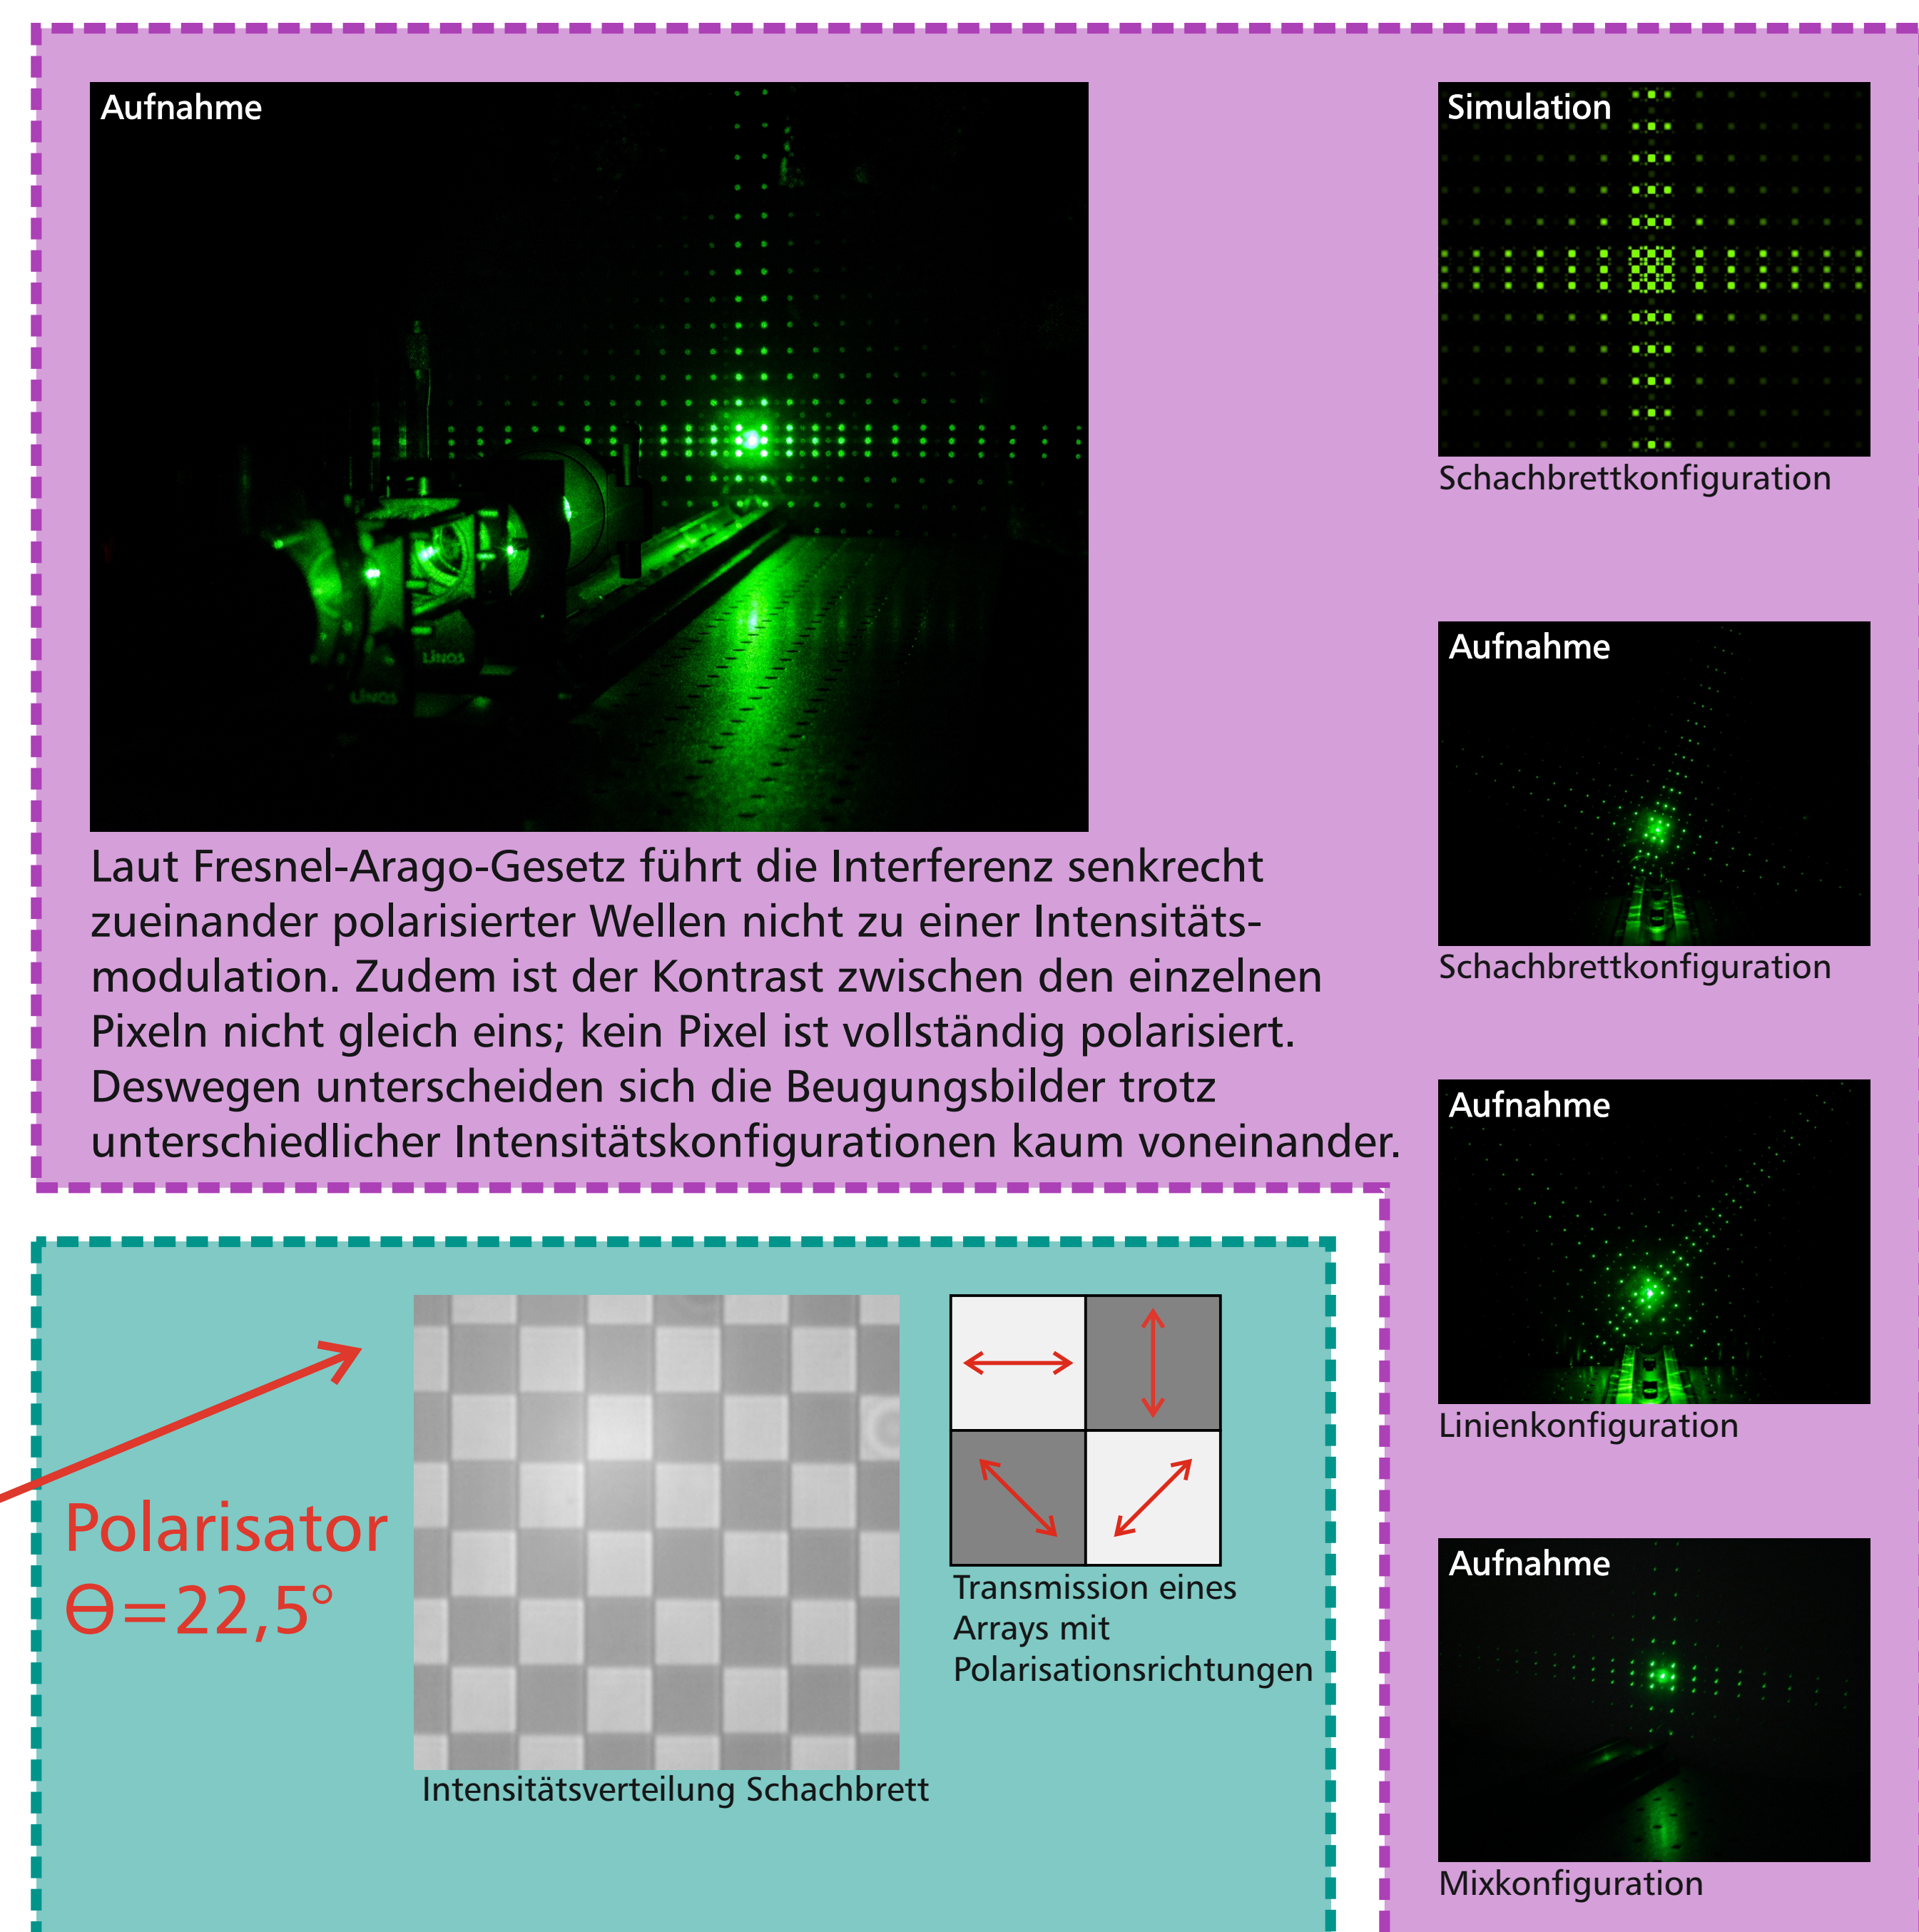 Aufnahme
LINOS
LINOS
Laut Fresnel-Arago-Gesetz führt die Interferenz senkrecht
zueinander polarisierter Wellen nicht zu einer Intensitäts-
modulation. Zudem ist der Kontrast zwischen den einzelnen
Pixeln nicht gleich eins; kein Pixel ist vollständig polarisiert.
Deswegen unterscheiden sich die Beugungsbilder trotz
unterschiedlicher Intensitätskonfigurationen kaum voneinander.
Simulation
Schachbrettkonfiguration
Aufnahme
Schachbrettkonfiguration
Aufnahme
Linienkonfiguration
Aufnahme
Mixkonfiguration
Polarisator
Θ=22,5°
Intensitätsverteilung Schachbrett
Transmission eines
Arrays mit
Polarisationsrichtungen